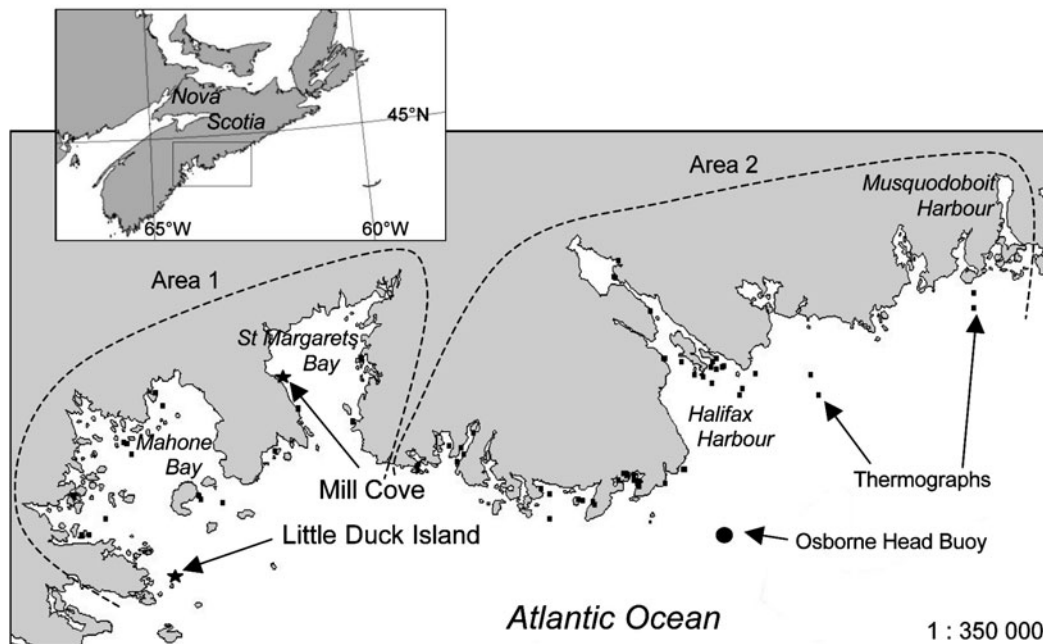 Nova
Scotia
45°N
65°W
60°W
Area 1
Area 2
Musquodoboit
Harbour
St Margarets
Bay
Mahone
Bay
Halifax
Harbour
Mill Cove
Thermographs
Little Duck Island
Osborne Head Buoy
Atlantic Ocean
1 : 350 000